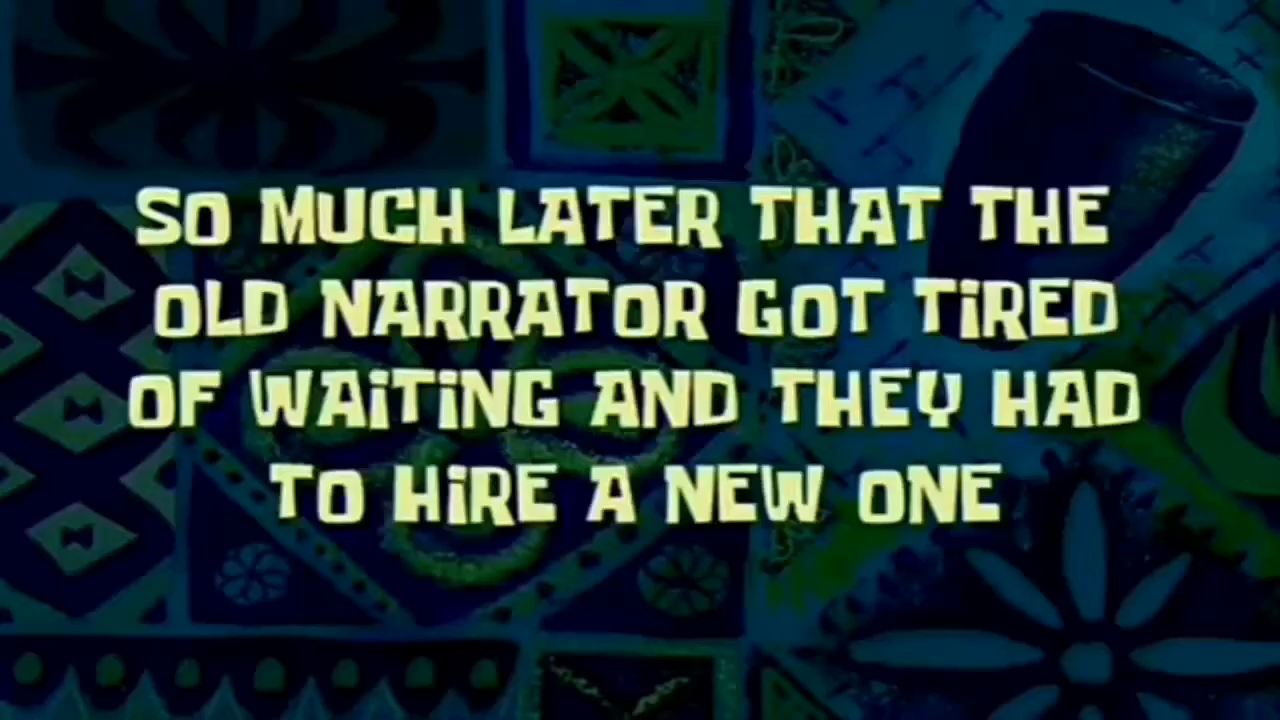 SO MUCH LATER THAT THE
OLD NARRATOR GOT TiRED
OF WAiTiNG AND THEY HAD
TO HiRE A NEW ONE